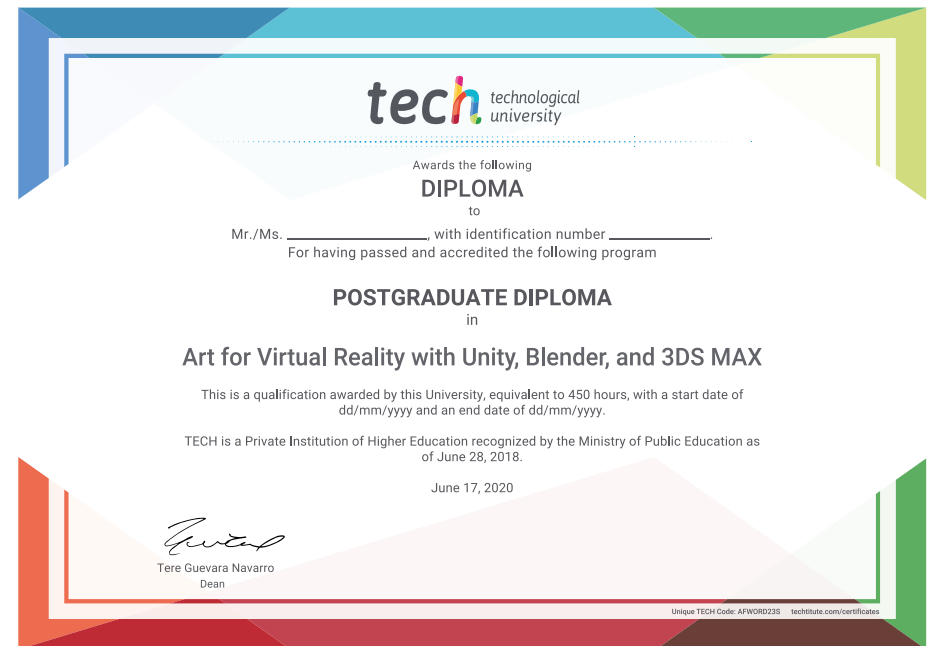 tech technological
university
Awards the following
DIPLOMA
to
Mr./Ms. ____________________, with identification number ______________.
For having passed and accredited the following program
POSTGRADUATE DIPLOMA
in
Art for Virtual Reality with Unity, Blender, and 3DS MAX
This is a qualification awarded by this University, equivalent to 450 hours, with a start date of
dd/mm/yyyy and an end date of dd/mm/yyyy.
TECH is a Private Institution of Higher Education recognized by the Ministry of Public Education as
of June 28, 2018.
June 17, 2020
Tere Guevara Navarro
Dean
Unique TECH Code: AFWORD23S techtitute.com/certificates